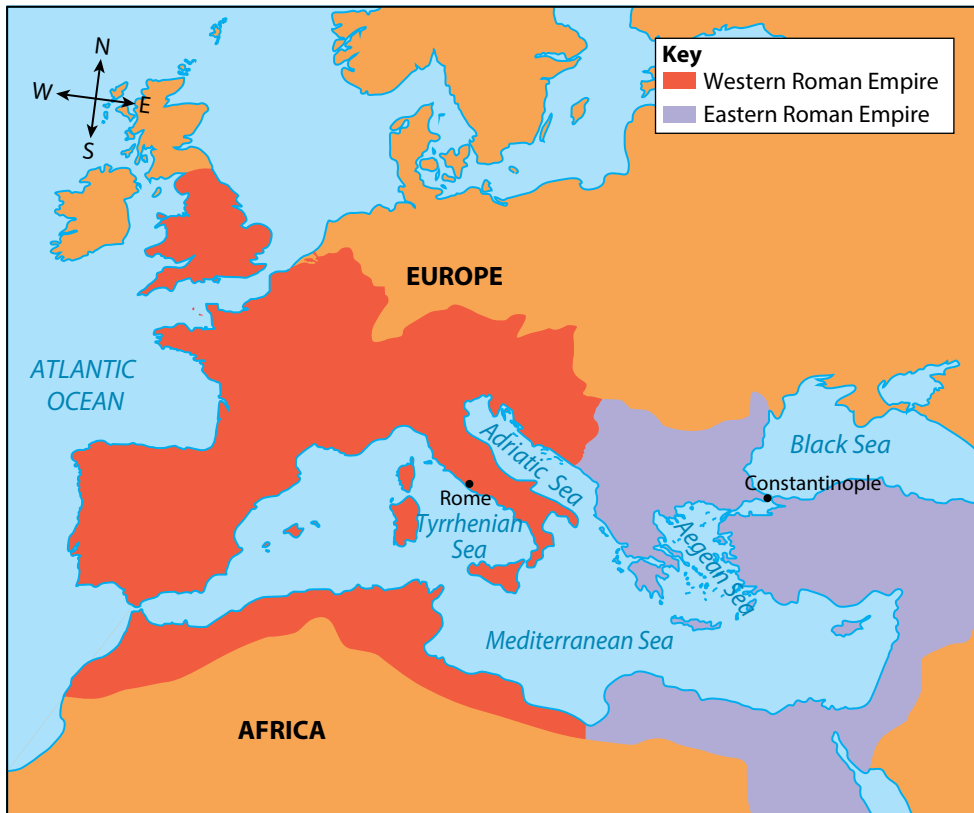 N
W
E
S
Key
Western Roman Empire
Eastern Roman Empire
EUROPE
ATLANTIC
OCEAN
Adriatic Sea
Black Sea
Constantinople
Rome
Tyrrhenian
Sea
Aegean Sea
Mediterranean Sea
AFRICA